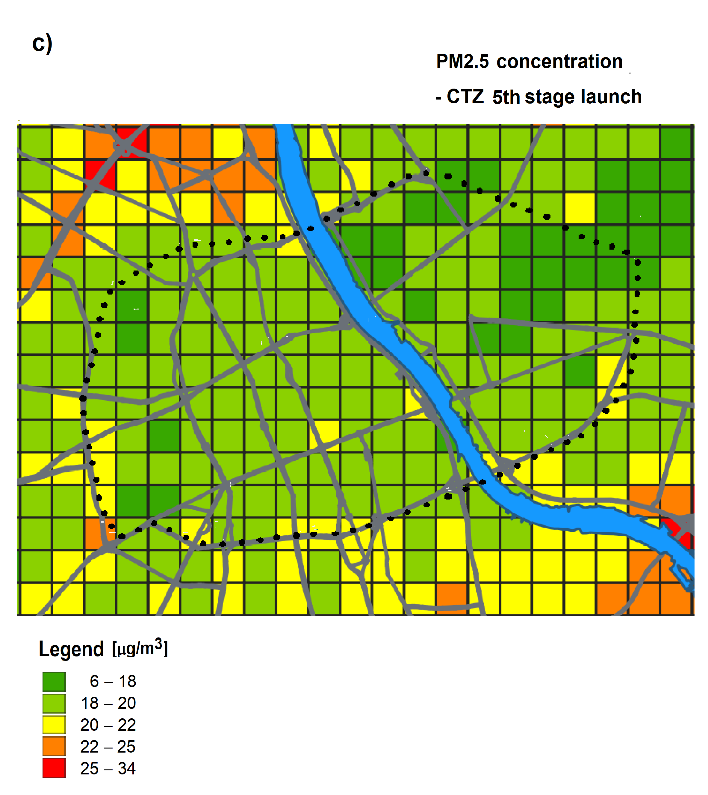 c)
PM2.5 concentration
- CTZ 5th stage launch
Legend [µg/m³]
6 – 18
18 – 20
20 – 22
22 – 25
25 – 34